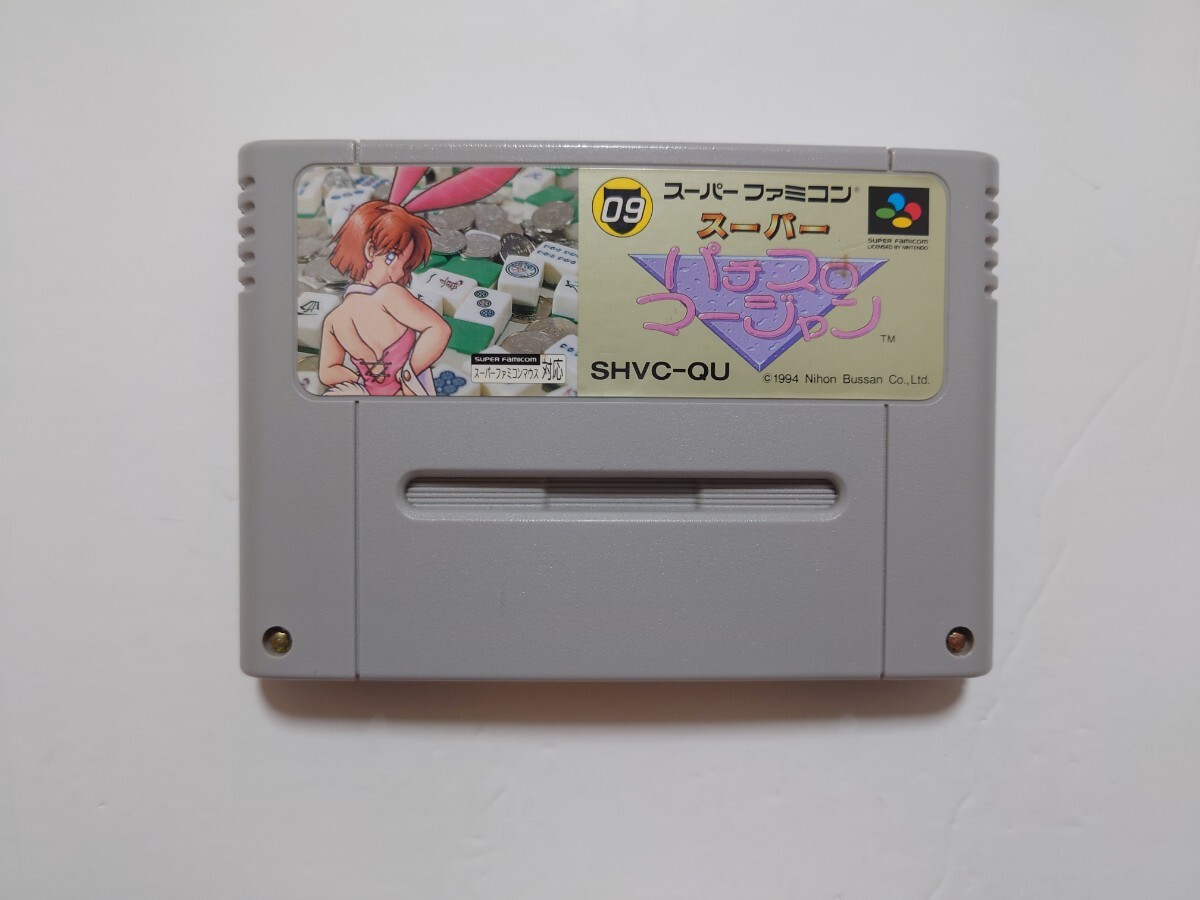 09
スーパーファミコン®
スーパー
パチスロ
マージャン
TM
SUPER FAMICOM
LICENSED BY NINTENDO
SUPER FAMICOM
スーパーファミコンマウス 対応
SHVC-QU
©1994 Nihon Bussan Co.,Ltd.